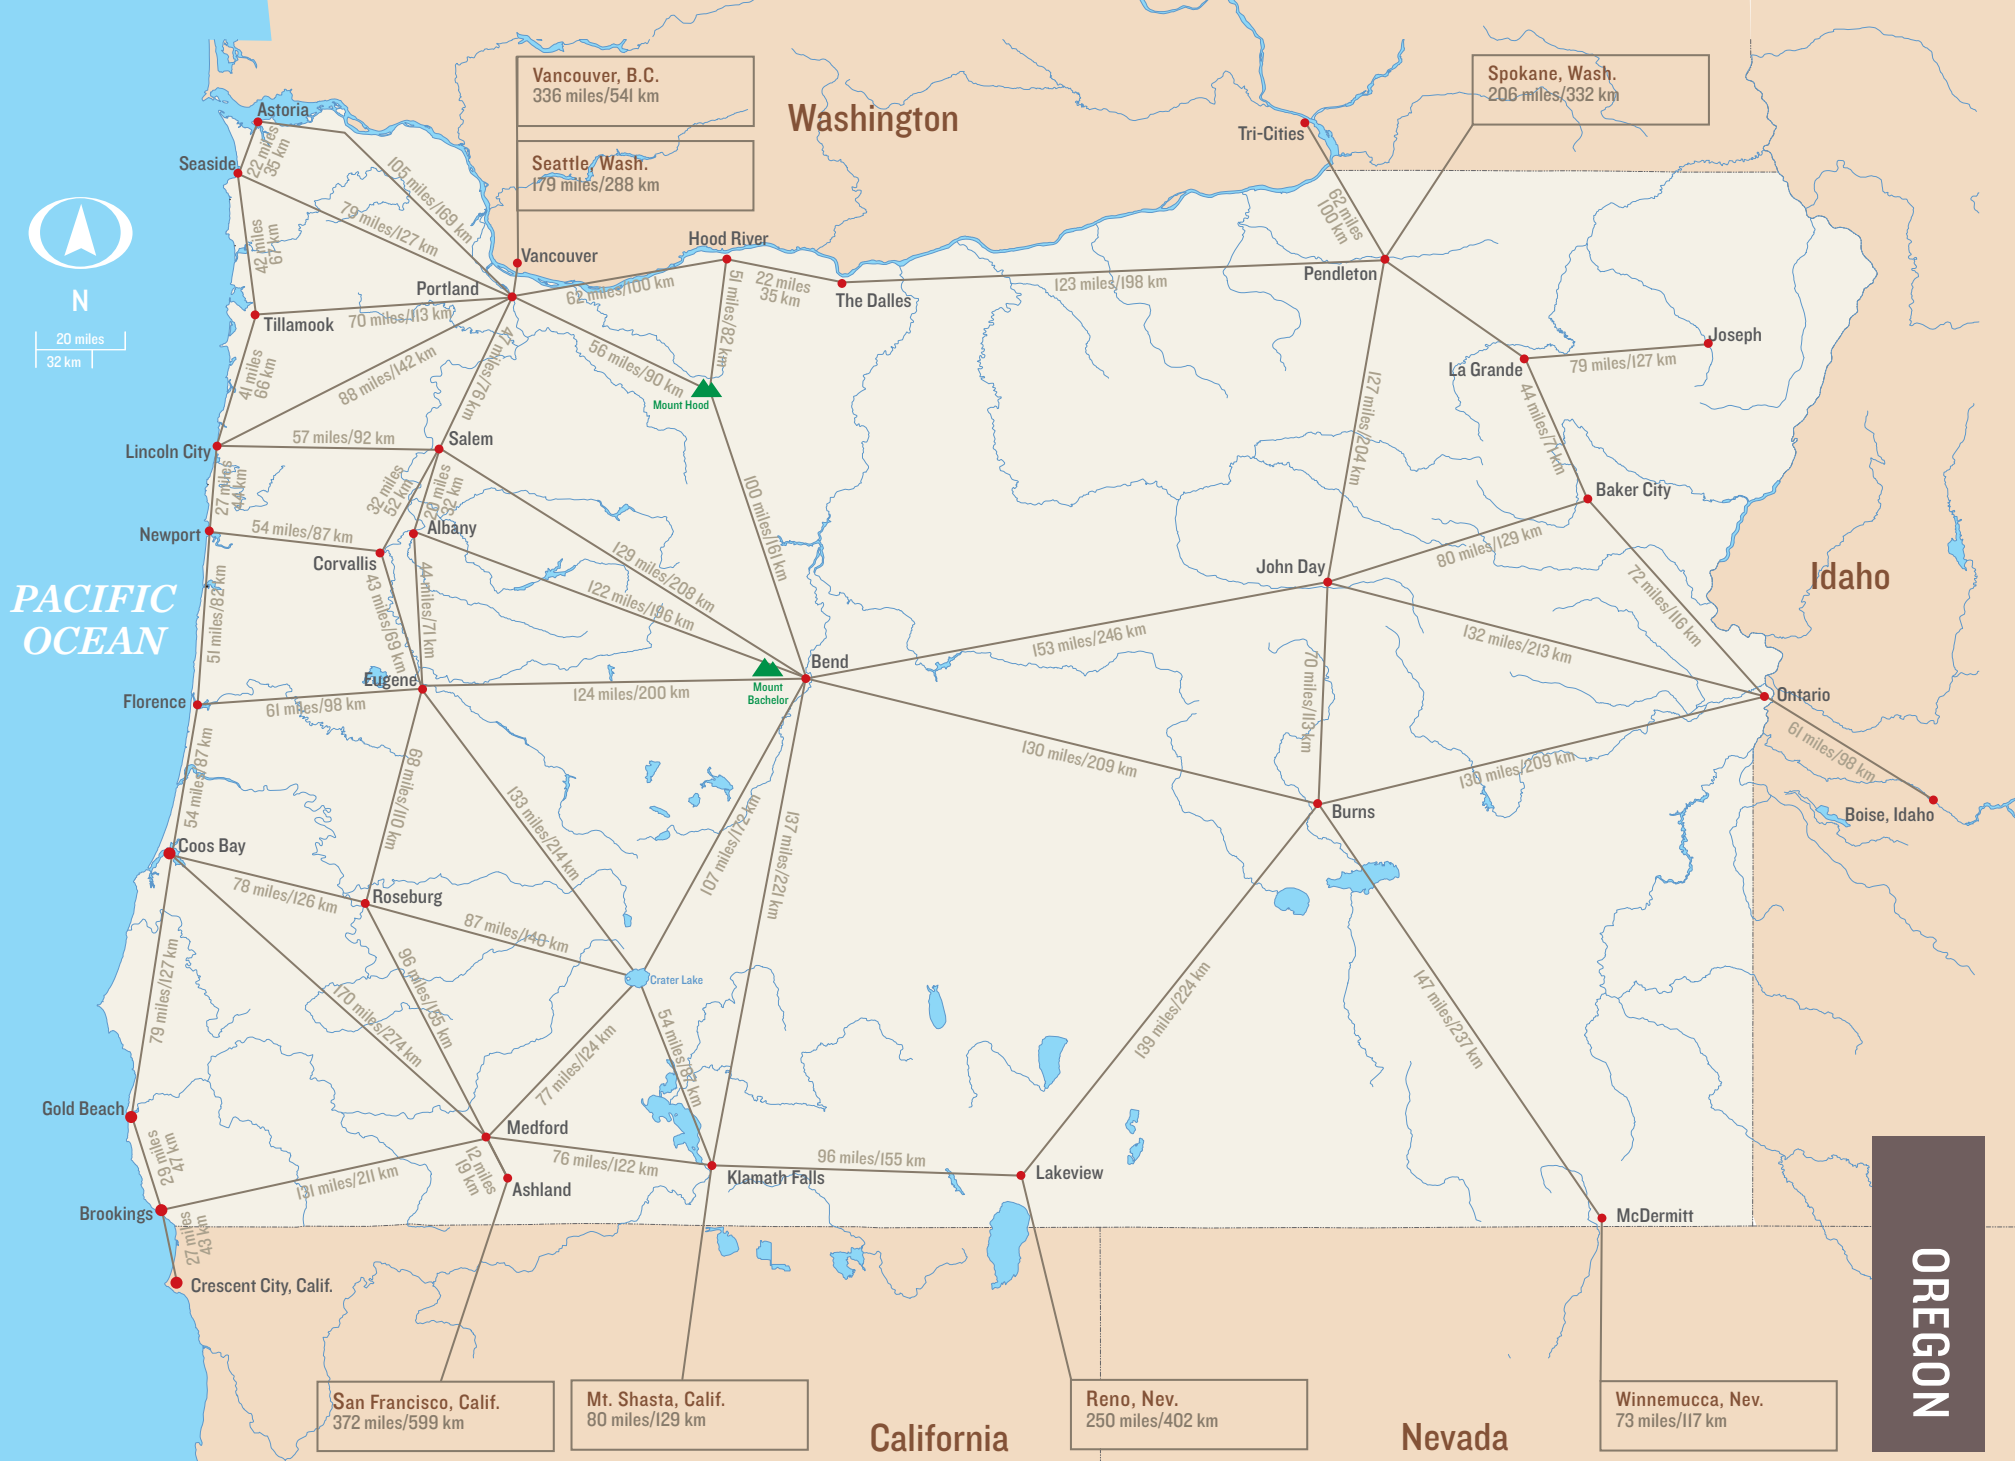 Vancouver, B.C.
336 miles/541 km
Washington
Spokane, Wash.
206 miles/332 km
Astoria
Tri-Cities
Seattle, Wash.
179 miles/288 km
Seaside
22 miles
35 km
105 miles/169 km
79 miles/127 km
62 miles
100 km
42 miles
67 km
Hood River
Vancouver
Portland
62 miles/100 km
51 miles/82 km
22 miles
35 km
The Dalles
123 miles/198 km
Pendleton
N
20 miles
32 km
Tillamook
70 miles/113 km
Joseph
La Grande
79 miles/127 km
41 miles
66 km
88 miles/142 km
47 miles/76 km
56 miles/90 km
Mount Hood
127 miles/204 km
44 miles/71 km
Lincoln City
57 miles/92 km
Salem
27 miles
44 km
32 miles
52 km
20 miles
32 km
100 miles/161 km
Baker City
Newport
54 miles/87 km
Albany
Corvallis
129 miles/208 km
122 miles/196 km
80 miles/129 km
John Day
72 miles/116 km
Idaho
PACIFIC
OCEAN
51 miles/82 km
43 miles/69 km
44 miles/71 km
153 miles/246 km
132 miles/213 km
Bend
Eugene
Mount
Bachelor
124 miles/200 km
Florence
61 miles/98 km
70 miles/113 km
Ontario
54 miles/87 km
68 miles/110 km
133 miles/214 km
107 miles/172 km
137 miles/221 km
130 miles/209 km
130 miles/209 km
61 miles/98 km
Burns
Boise, Idaho
Coos Bay
78 miles/126 km
Roseburg
87 miles/140 km
Crater Lake
79 miles/127 km
170 miles/274 km
96 miles/155 km
77 miles/124 km
54 miles/87 km
139 miles/224 km
147 miles/237 km
Gold Beach
29 miles
47 km
Medford
12 miles
19 km
76 miles/122 km
96 miles/155 km
Klamath Falls
Lakeview
131 miles/211 km
Ashland
Brookings
27 miles
43 km
McDermitt
Crescent City, Calif.
OREGON
San Francisco, Calif.
372 miles/599 km
Mt. Shasta, Calif.
80 miles/129 km
California
Reno, Nev.
250 miles/402 km
Nevada
Winnemucca, Nev.
73 miles/117 km